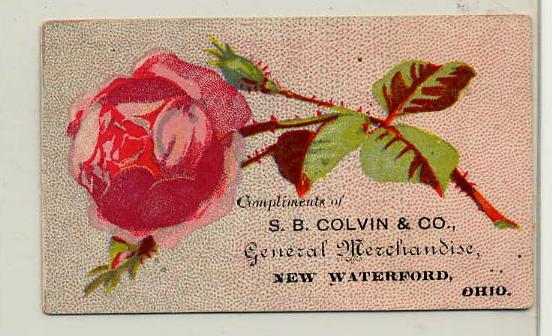 Compliments of
S. B. COLVIN & CO.,
General Merchandise,
NEW WATERFORD,
OHIO.